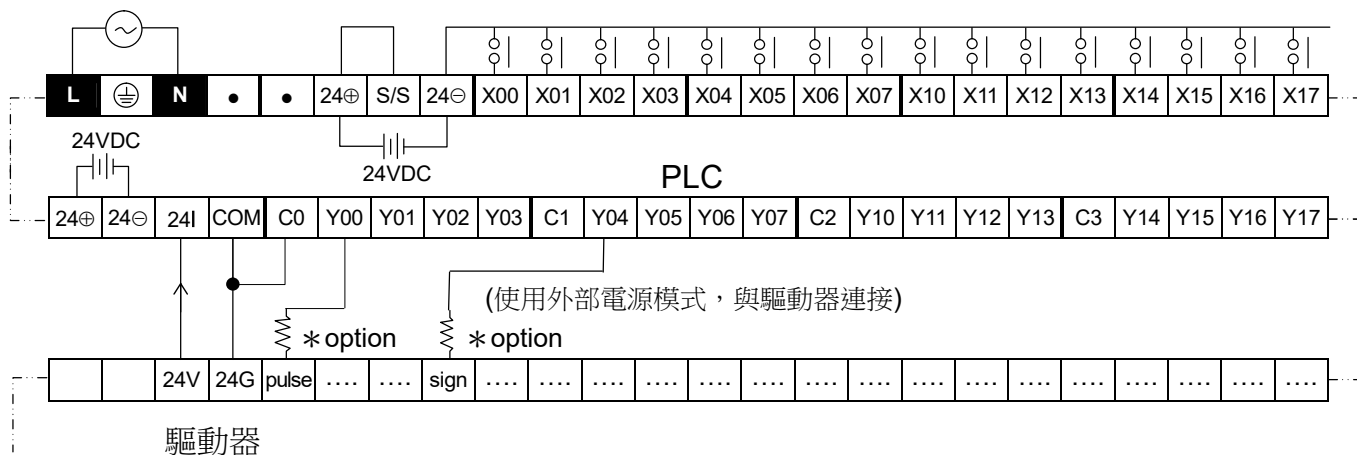 L N • • 24⊕ S/S 24⊖ X00 X01 X02 X03 X04 X05 X06 X07 X10 X11 X12 X13 X14 X15 X16 X17
24VDC
24VDC
PLC
24⊕ 24⊖ 24I COM C0 Y00 Y01 Y02 Y03 C1 Y04 Y05 Y06 Y07 C2 Y10 Y11 Y12 Y13 C3 Y14 Y15 Y16 Y17
(使用外部電源模式，與驅動器連接)
＊option ＊option
24V 24G pulse .... .... sign .... .... .... .... .... .... .... .... .... .... .... .... .... .... .... ....
驅動器